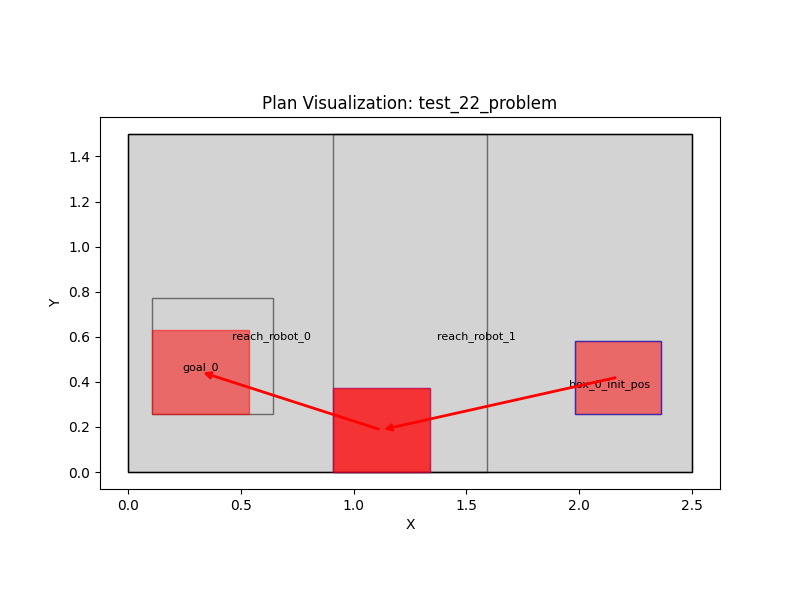 Plan Visualization: test_22_problem
1.4
1.2
1.0
0.8
0.6
0.4
0.2
0.0
Y
reach_robot_0
reach_robot_1
goal_0
box_0_init_pos
0.0
0.5
1.0
1.5
2.0
2.5
X